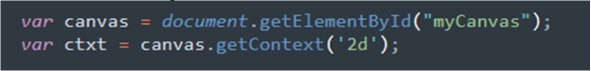 var canvas = document.getElementById("myCanvas");
var ctxt = canvas.getContext('2d');